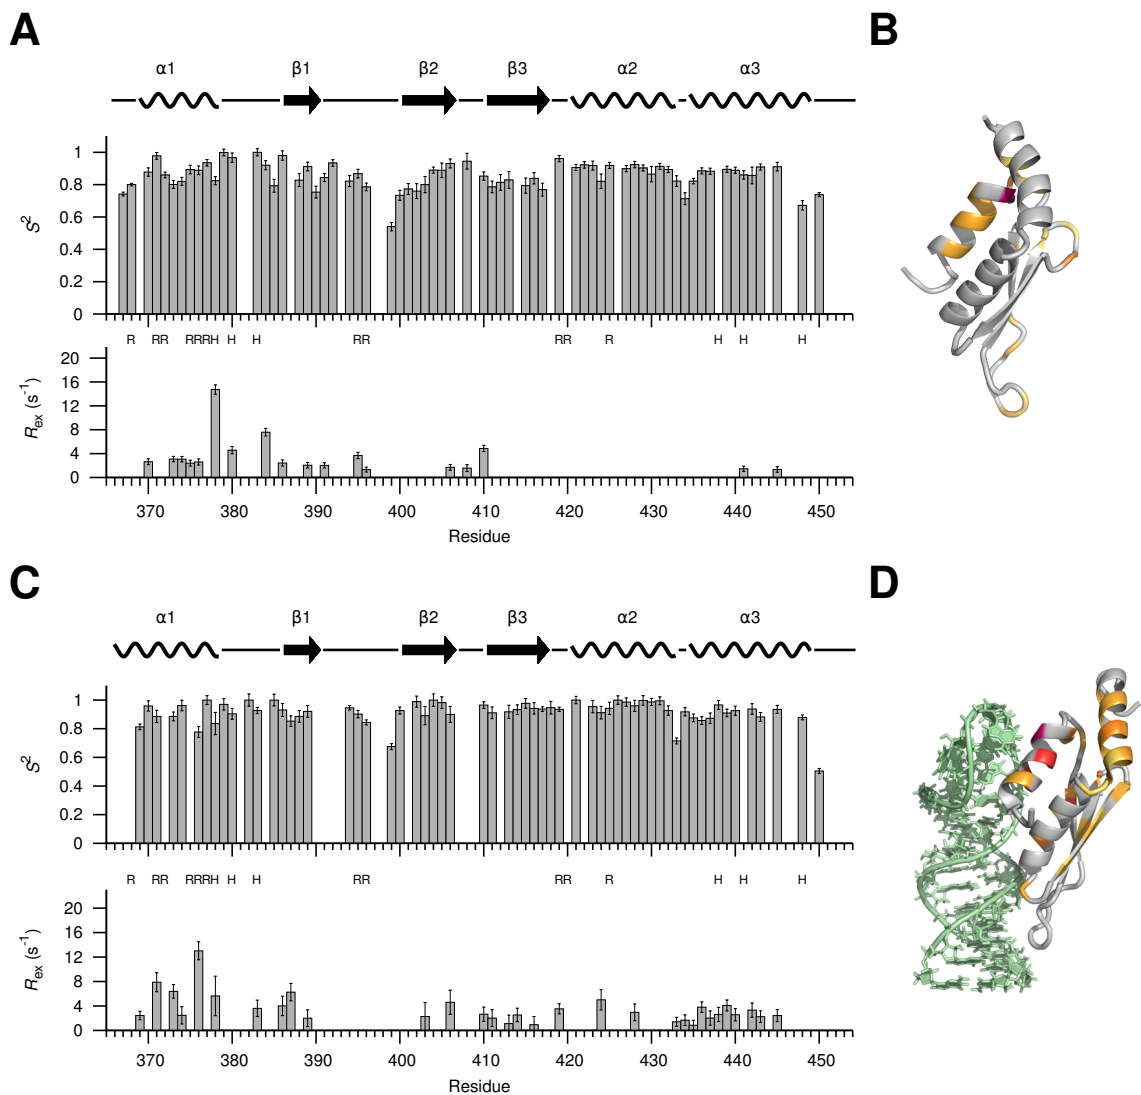 A
B
α1 β1 β2 β3 α2 α3
1
0.8
0.6
0.4
0.2
0
S2
R RR RRRH H H RR RR R H H H
20
16
12
8
4
0
Rex (s-1)
370 380 390 400 410 420 430 440 450
Residue
C
D
α1 β1 β2 β3 α2 α3
1
0.8
0.6
0.4
0.2
0
S2
R RR RRRH H H RR RR R H H H
20
16
12
8
4
0
Rex (s-1)
370 380 390 400 410 420 430 440 450
Residue